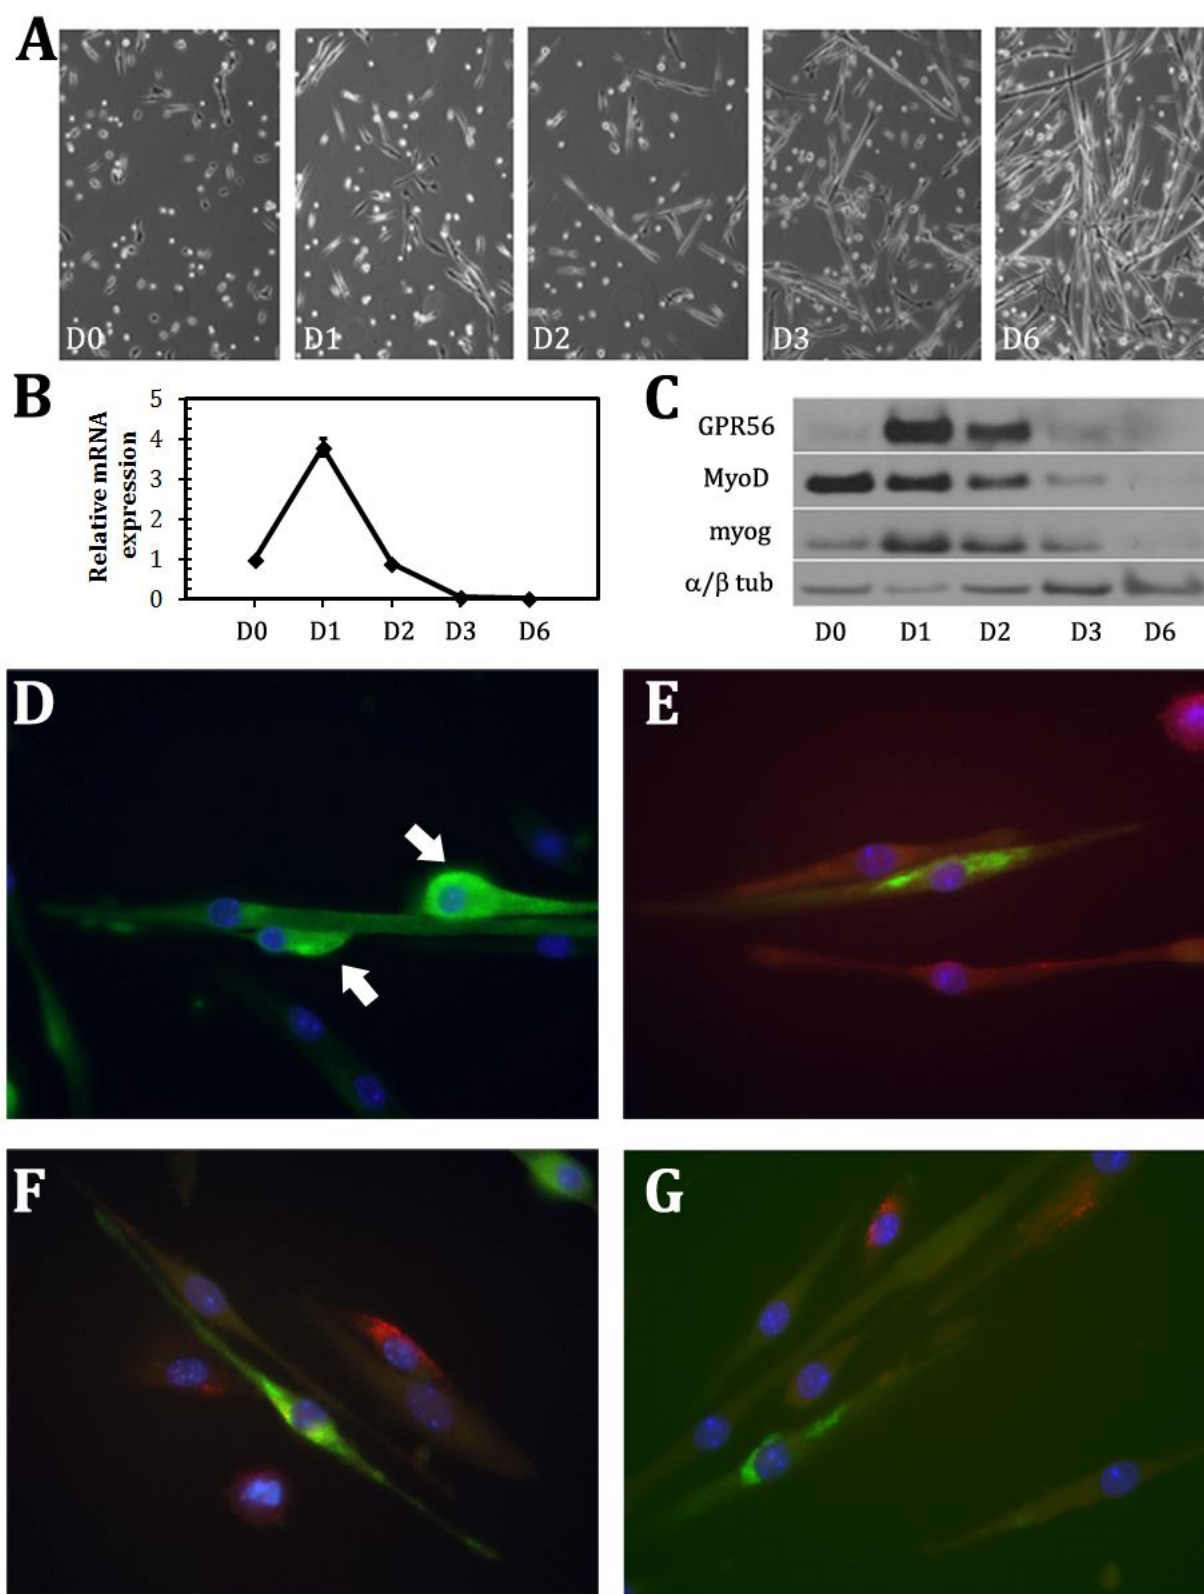 A
D0
D1
D2
D3
D6
B
Relative mRNA
expression
5
4
3
2
1
0
D0
D1
D2
D3
D6
C
GPR56
MyoD
myog
α/β tub
D0
D1
D2
D3
D6
D
E
F
G